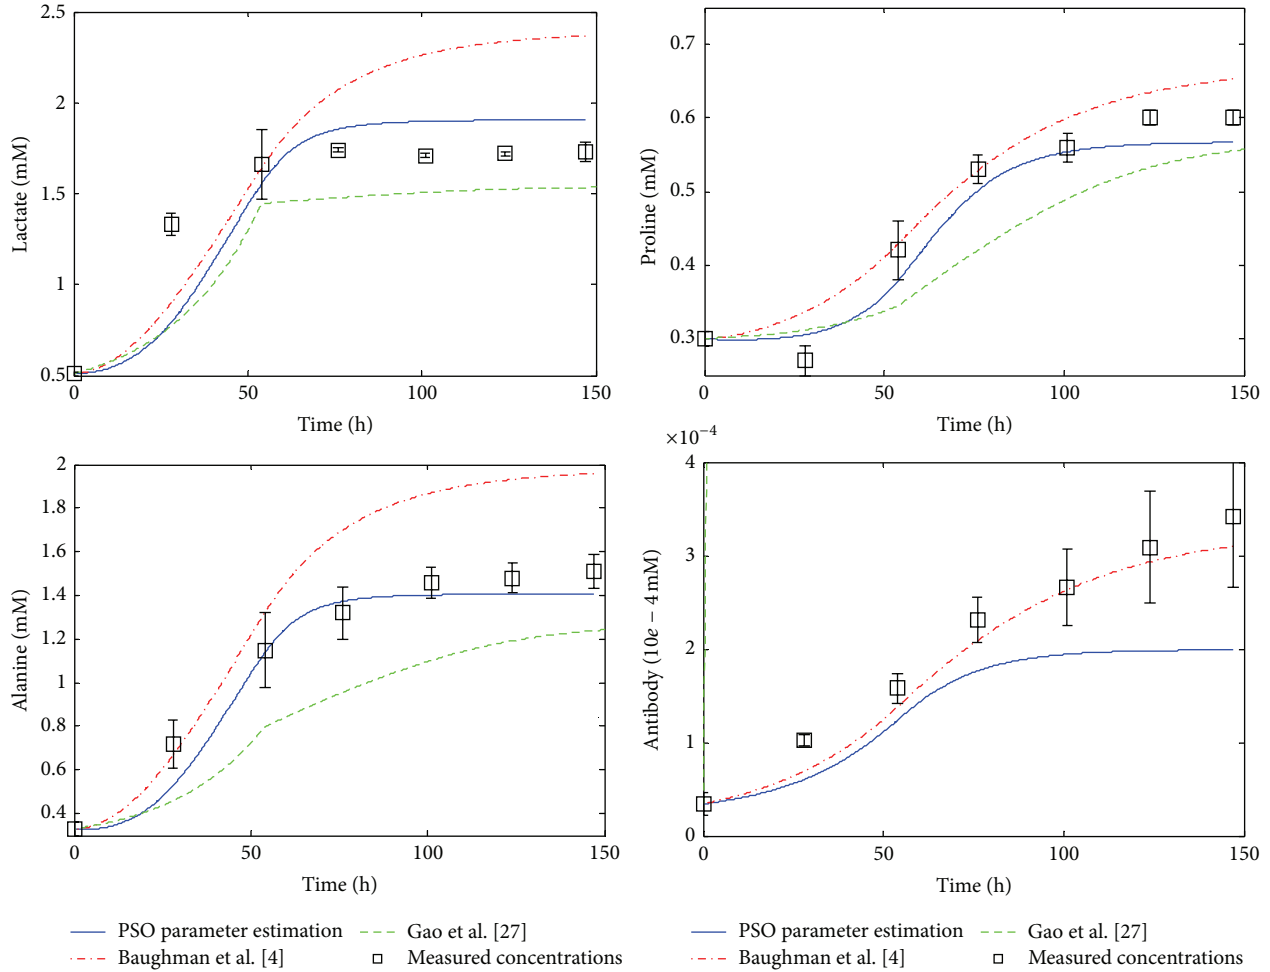 2.5
2
1.5
1
0.5
0
50
100
150
Lactate (mM)
Time (h)
0.7
0.6
0.5
0.4
0.3
0
50
100
150
Proline (mM)
Time (h)
2
1.8
1.6
1.4
1.2
1
0.8
0.6
0.4
0
50
100
150
Alanine (mM)
Time (h)
×10−4
4
3
2
1
0
0
50
100
150
Antibody (10e − 4 mM)
Time (h)
PSO parameter estimation
Baughman et al. [4]
Gao et al. [27]
Measured concentrations
PSO parameter estimation
Baughman et al. [4]
Gao et al. [27]
Measured concentrations